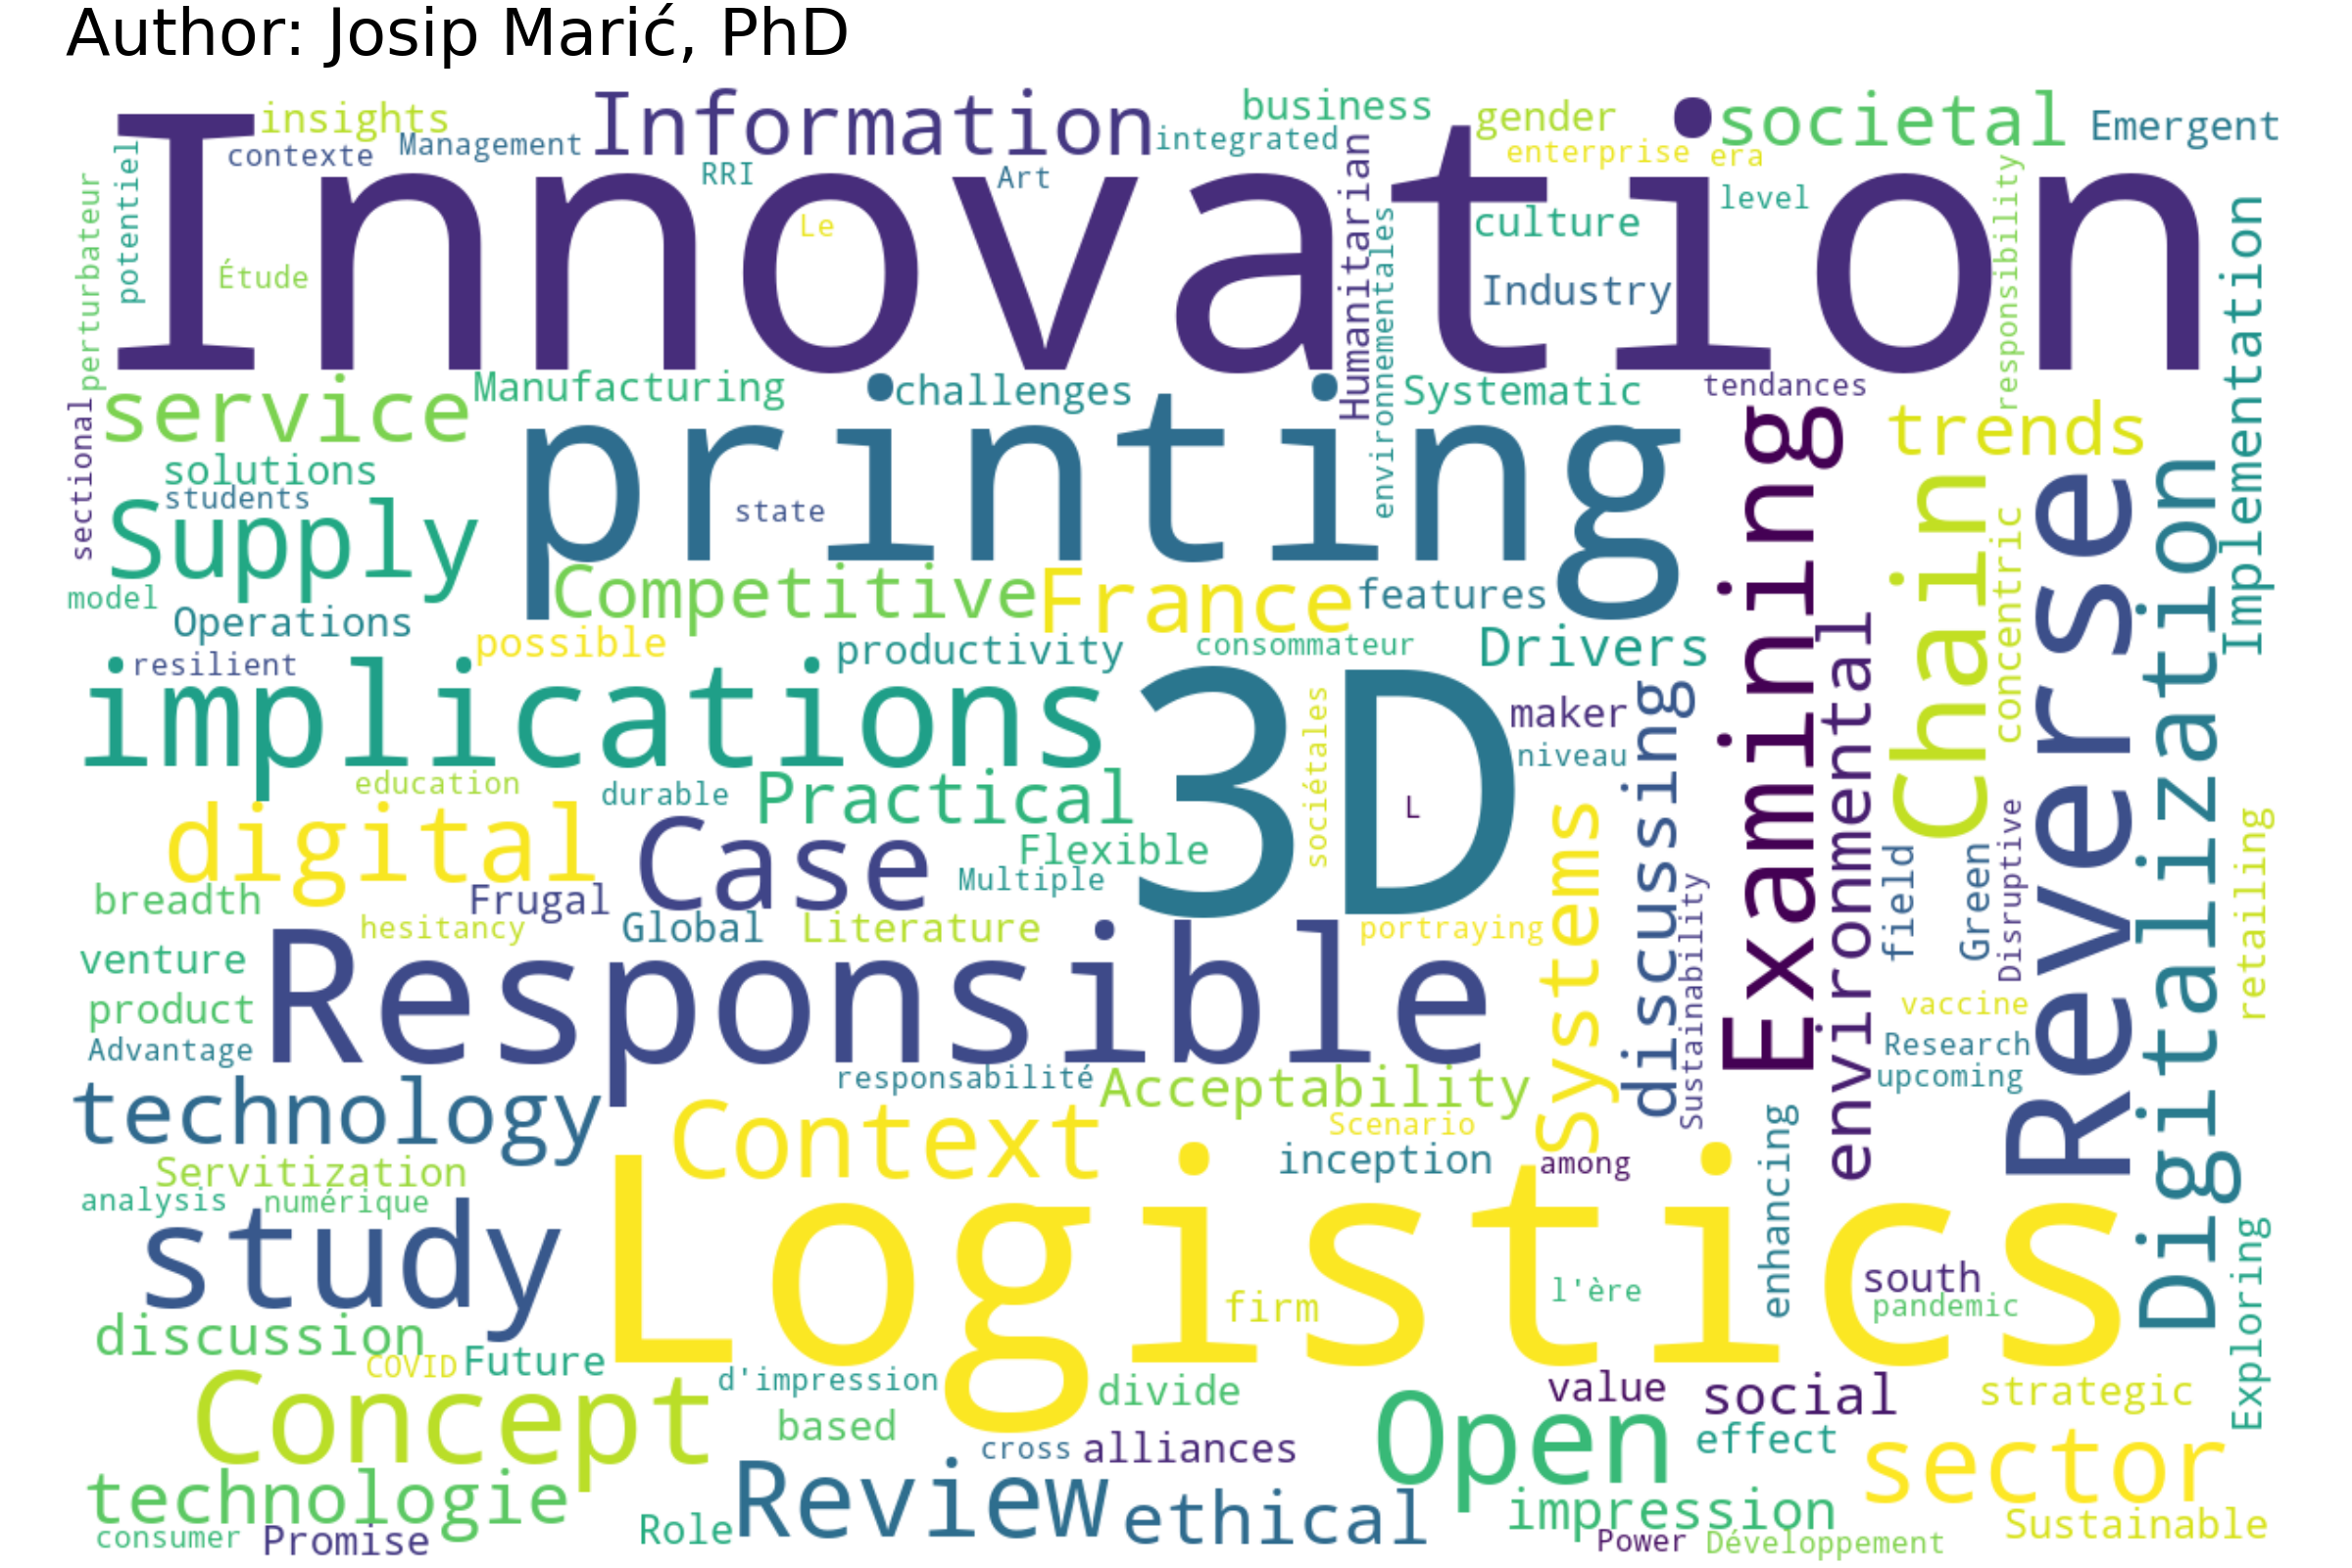 Author: Josip Marić, PhD
insights
Information
business
gender
societal
Emergent
contexte
Management
integrated
enterprise
era
RRI
Art
level
Innovation
perturbateur
potentiel
Le
Étude
Humanitarian
environnementales
culture
Industry
responsibility
Implementation
service
Manufacturing
challenges
Systematic
tendances
trends
sectional
solutions
students
Supply
printing
state
Examining
Chain
Reverse
Digitalization
concentric
model
Operations
Competitive
France
features
resilient
possible
productivity
consommateur
Drivers
implications
3D
sociétales
L
maker
niveau
discussing
environmental
education
durable
Practical
digital
Case
Flexible
Multiple
Systems
Sustainability
field
Green
Disruptive
retailing
breadth
Frugal
hesitancy
Global
Literature
portraying
venture
Responsible
product
Advantage
vaccine
Research
upcoming
technology
responsabilité
Acceptability
Context
Scenario
inception
among
enhancing
Servitization
analysis
numérique
study
Logistics
firm
l'ère
south
pandemic
Exploring
discussion
COVID
Future
d'impression
divide
value
social
strategic
Concept
based
cross
alliances
Open
effect
sector
technologie
Review
ethical
impression
consumer
Promise
Role
Power
Développement
Sustainable